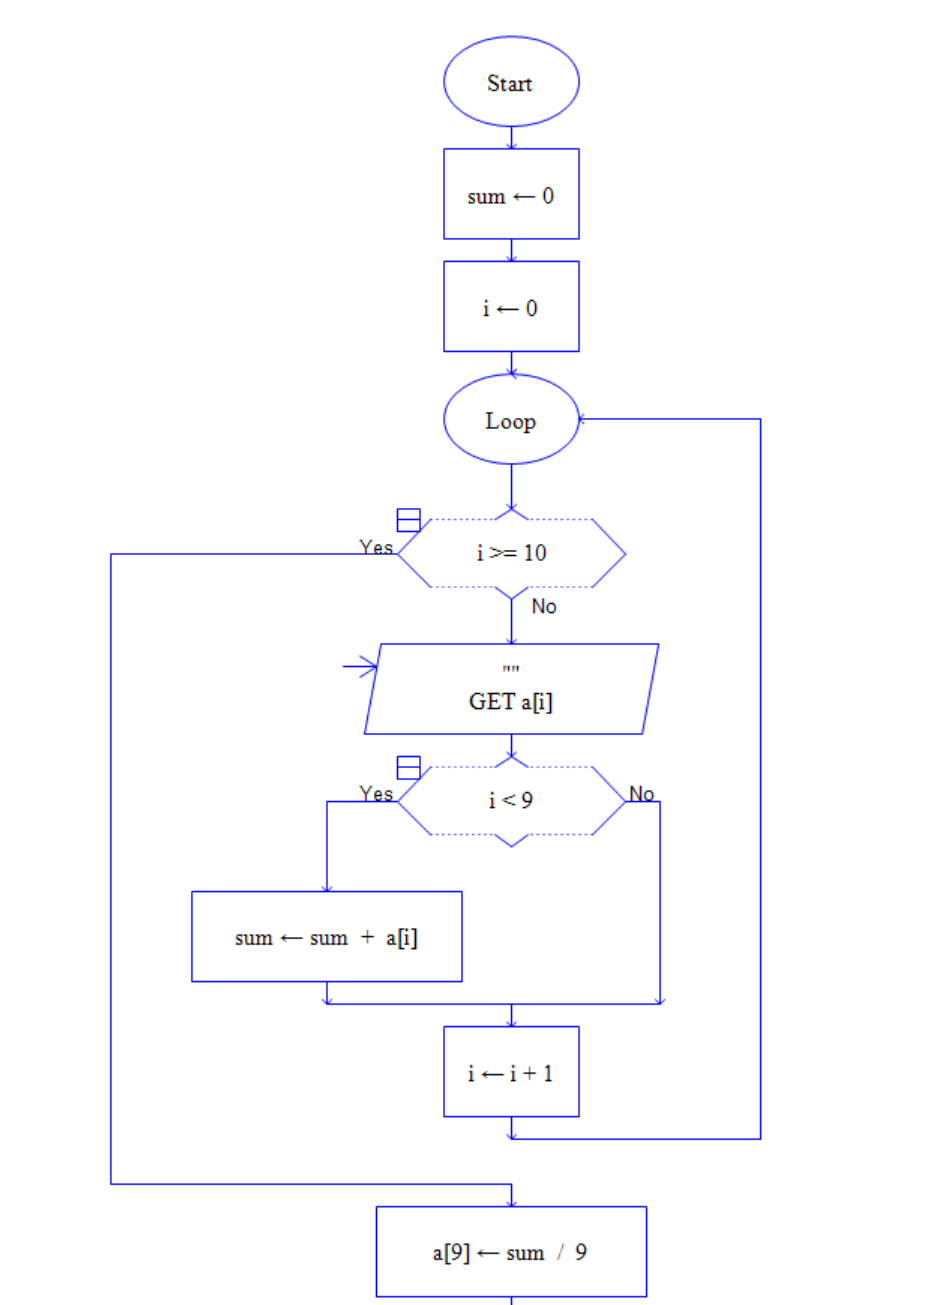 Start
sum ← 0
i ← 0
Loop
Yes
i >= 10
No
""
GET a[i]
Yes
i < 9
No
sum ← sum + a[i]
i ← i + 1
a[9] ← sum / 9